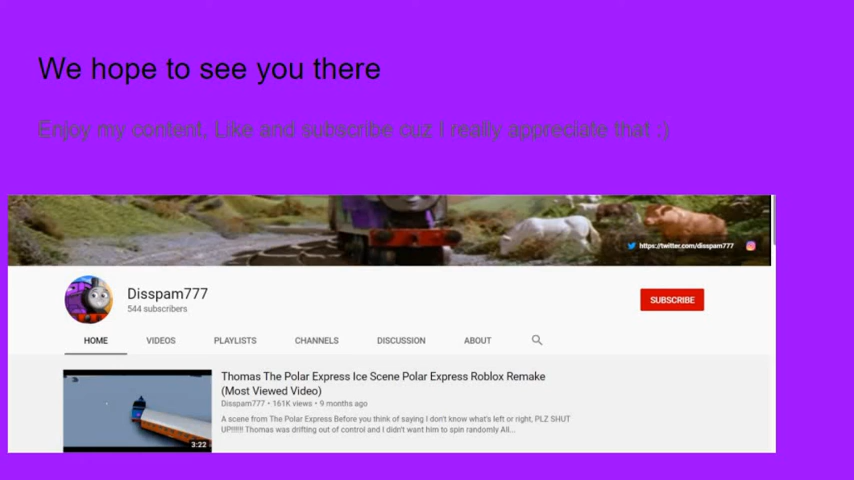 We hope to see you there
Enjoy my content, Like and subscribe cuz I really appreciate that ;)
https://twitter.com/disspam777
Disspam777
544 subscribers
SUBSCRIBE
HOME VIDEOS PLAYLISTS CHANNELS DISCUSSION ABOUT
Thomas The Polar Express Ice Scene Polar Express Roblox Remake
(Most Viewed Video)
Disspam777 • 161K views • 9 months ago
A scene from The Polar Express Before you think of saying I don't know what's left or right, PLZ SHUT
UP!!!!!! Thomas was drifting out of control and I didn't want him to spin randomly All...
3:22